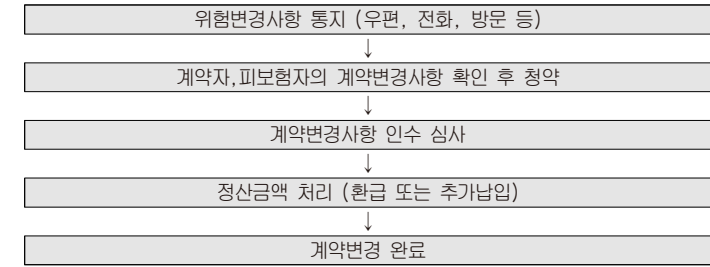 위험변경사항 통지 (우편, 전화, 방문 등)
↓
계약자,피보험자의 계약변경사항 확인 후 청약
↓
계약변경사항 인수 심사
↓
정산금액 처리 (환급 또는 추가납입)
↓
계약변경 완료